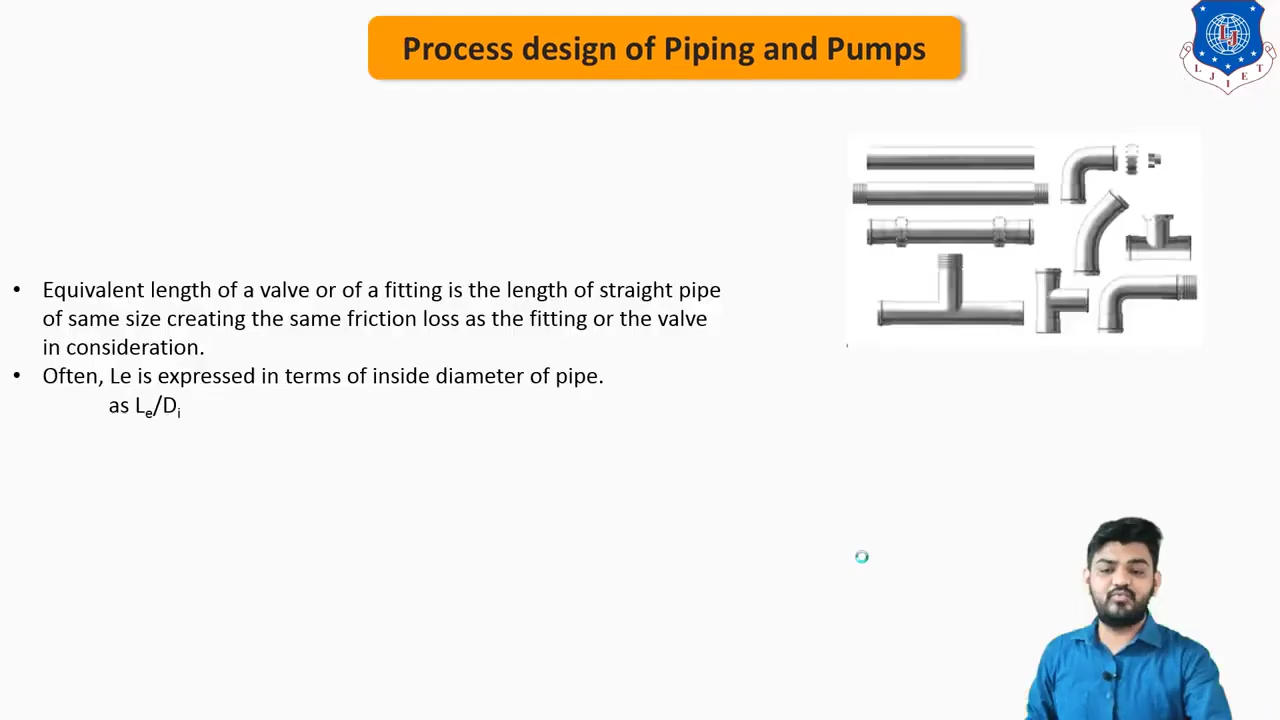 Process design of Piping and Pumps
L J I E T
• Equivalent length of a valve or of a fitting is the length of straight pipe
of same size creating the same friction loss as the fitting or the valve
in consideration.
• Often, Le is expressed in terms of inside diameter of pipe.
as Le/Di